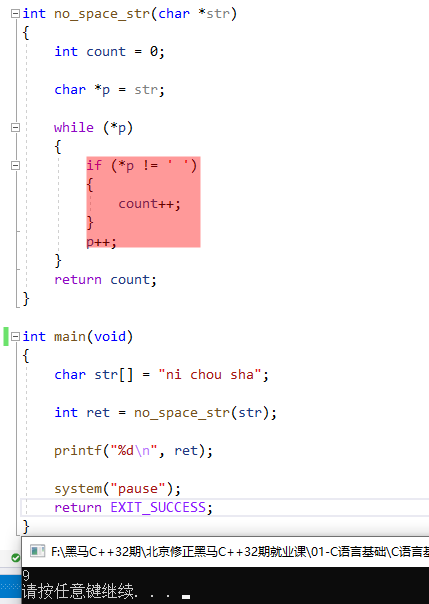 int no_space_str(char *str)
{
int count = 0;
char *p = str;
while (*p)
{
if (*p != ' ')
{
count++;
}
p++;
}
return count;
}
int main(void)
{
char str[] = "ni chou sha";
int ret = no_space_str(str);
printf("%d\n", ret);
system("pause");
return EXIT_SUCCESS;
}
F:\黑马C++32期\北京修正黑马C++32期就业课\01-C语言基础\C语言基
9
请按任意键继续. . .